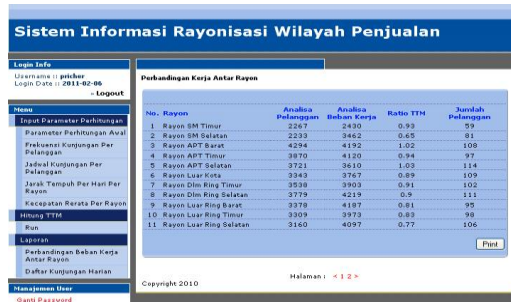 Sistem Informasi Rayonisasi Wilayah Penjualan
Login Info
Username :: pricher
Login Date :: 2011-02-06
» Logout
Menu
Input Parameter Perhitungan
Parameter Perhitungan Awal
Frekuensi Kunjungan Per Pelanggan
Jadwal Kunjungan Per Pelanggan
Jarak Tempuh Per Hari Per Rayon
Kecepatan Rerata Per Rayon
Hitung TTM
Run
Laporan
Perbandingan Beban Kerja Antar Rayon
Daftar Kunjungan Harian
Manajemen User
Ganti Password
Perbandingan Kerja Antar Rayon
No. Rayon Analisa Pelanggan Analisa Beban Kerja Ratio TTM Jumlah Pelanggan
1 Rayon SM Timur 2267 2430 0.93 59
2 Rayon SM Selatan 2233 3462 0.65 81
3 Rayon APT Barat 4294 4192 1.02 108
4 Rayon APT Timur 3870 4120 0.94 97
5 Rayon APT Selatan 3721 3610 1.03 114
6 Rayon Luar Kota 3343 3767 0.89 109
7 Rayon Dlm Ring Timur 3538 3903 0.91 102
8 Rayon Dlm Ring Selatan 3779 4219 0.9 111
9 Rayon Luar Ring Barat 3378 4187 0.81 95
10 Rayon Luar Ring Timur 3309 3973 0.83 98
11 Rayon Luar Ring Selatan 3160 4097 0.77 106
Print
Halaman : < 1 2 >
Copyright 2010